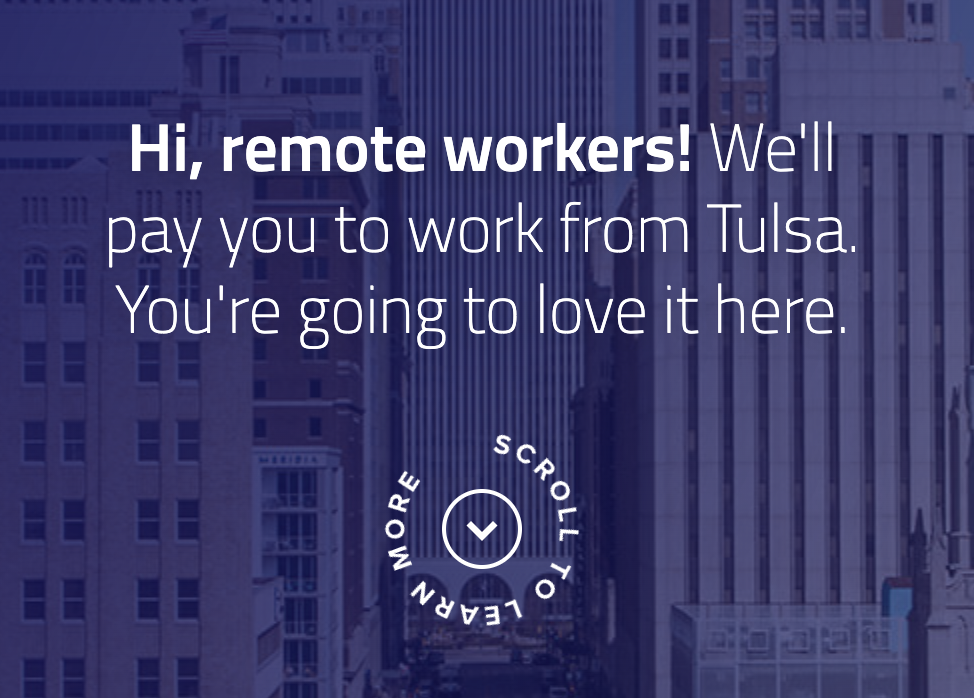 Hi, remote workers! We'll
pay you to work from Tulsa.
You're going to love it here.
SCROLL TO LEARN MORE